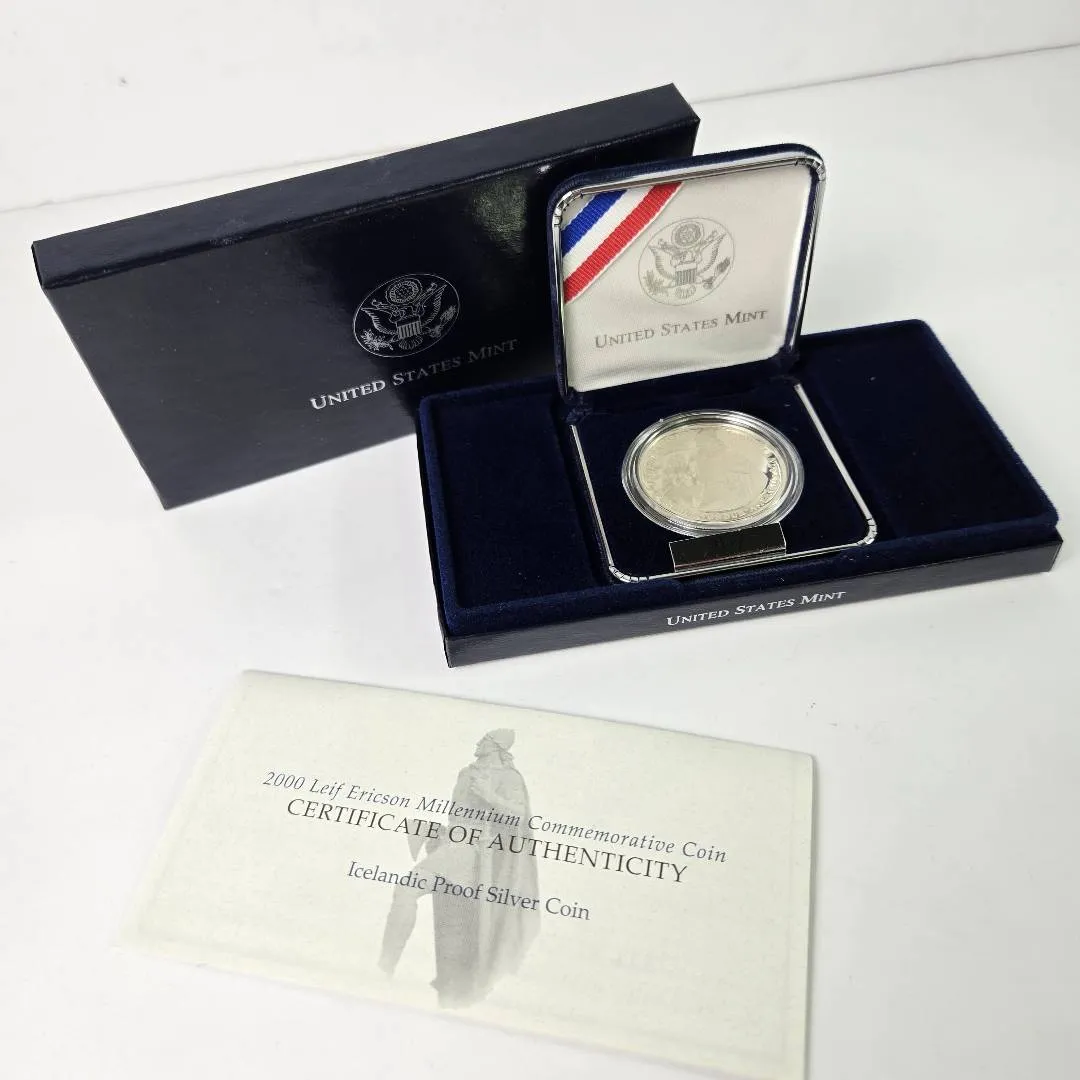 UNITED STATES MINT
UNITED STATES MINT
UNITED STATES MINT
2000 Leif Ericson Millennium Commemorative Coin
CERTIFICATE OF AUTHENTICITY
Icelandic Proof Silver Coin